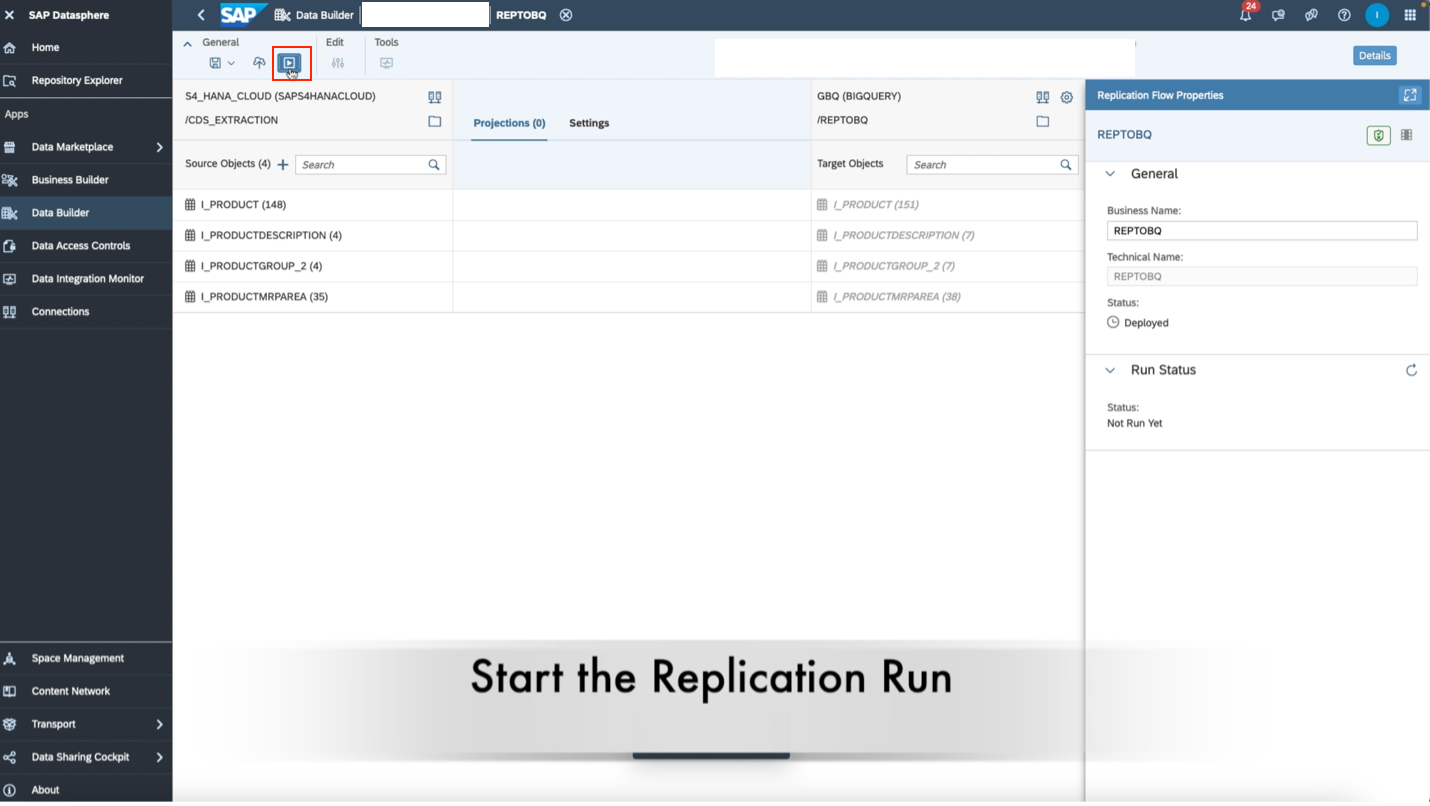 SAP Datasphere
Home
Repository Explorer
Apps
Data Marketplace
Business Builder
Data Builder
Data Access Controls
Data Integration Monitor
Connections
Space Management
Content Network
Transport
Data Sharing Cockpit
About
SAP Data Builder REPTOBQ
24
I
General Edit Tools
Details
S4_HANA_CLOUD (SAPS4HANACLOUD)
/CDS_EXTRACTION
Source Objects (4) Search
I_PRODUCT (148)
I_PRODUCTDESCRIPTION (4)
I_PRODUCTGROUP_2 (4)
I_PRODUCTMRPAREA (35)
Projections (0) Settings
GBQ (BIGQUERY)
/REPTOBQ
Target Objects Search
I_PRODUCT (151)
I_PRODUCTDESCRIPTION (7)
I_PRODUCTGROUP_2 (7)
I_PRODUCTMRPAREA (38)
Replication Flow Properties
REPTOBQ
General
Business Name:
REPTOBQ
Technical Name:
REPTOBQ
Status:
Deployed
Run Status
Status:
Not Run Yet
Start the Replication Run